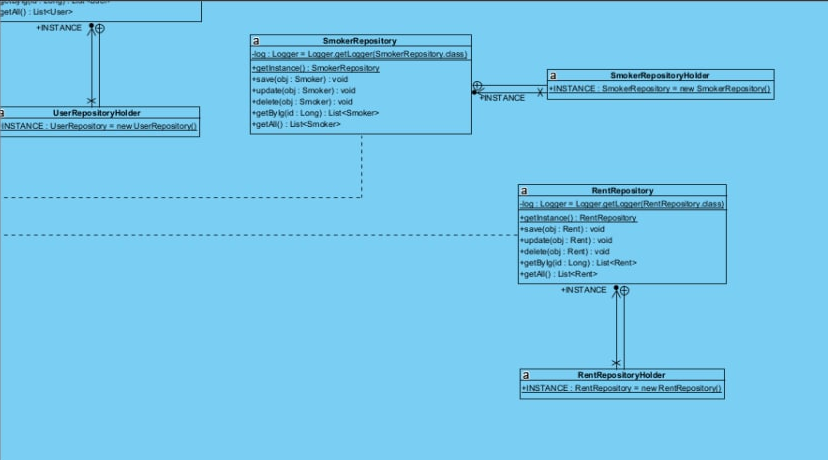 getAll() : List<User>
+INSTANCE
UserRepositoryHolder
INSTANCE : UserRepository = new UserRepository()
SmokerRepository
-log : Logger = Logger.getLogger(SmokerRepository.class)
+getInstance() : SmokerRepository
+save(obj : Smoker) : void
+update(obj : Smoker) : void
+delete(obj : Smoker) : void
+getByIg(id : Long) : List<Smoker>
+getAll() : List<Smoker>
+INSTANCE
SmokerRepositoryHolder
+INSTANCE : SmokerRepository = new SmokerRepository()
RentRepository
-log : Logger = Logger.getLogger(RentRepository.class)
+getInstance() : RentRepository
+save(obj : Rent) : void
+update(obj : Rent) : void
+delete(obj : Rent) : void
+getByIg(id : Long) : List<Rent>
+getAll() : List<Rent>
+INSTANCE
RentRepositoryHolder
+INSTANCE : RentRepository = new RentRepository()